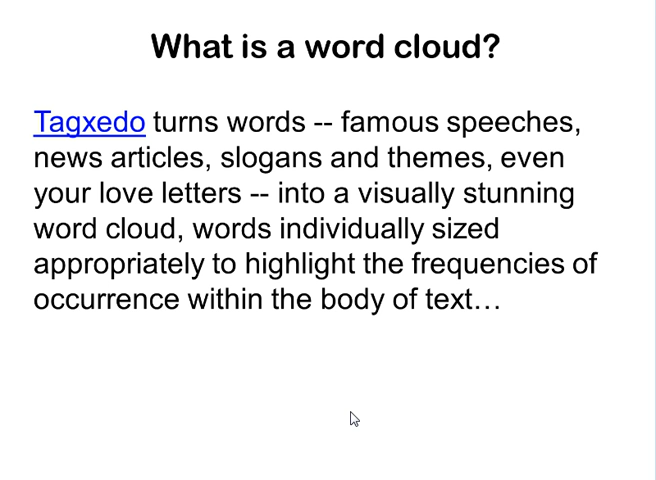 What is a word cloud?
Tagxedo turns words -- famous speeches,
news articles, slogans and themes, even
your love letters -- into a visually stunning
word cloud, words individually sized
appropriately to highlight the frequencies of
occurrence within the body of text…